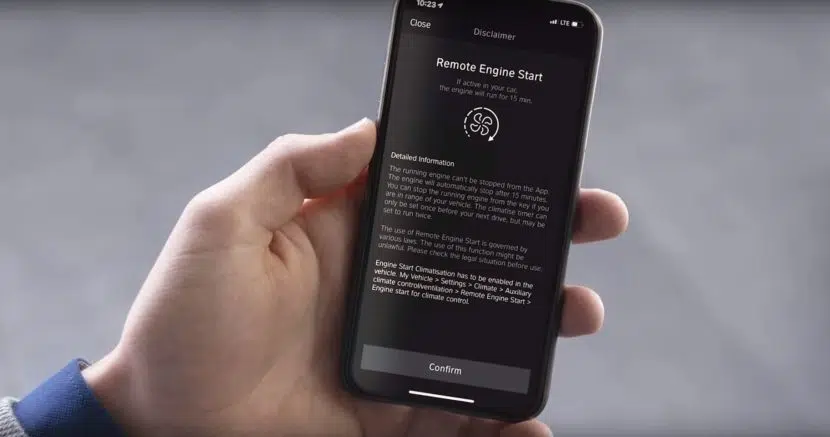 10:23
LTE
Close
Disclaimer
Remote Engine Start
If active in your car,
the engine will run for 15 min.
Detailed Information
The running engine can't be stopped from the App.
The engine will automatically stop after 15 minutes.
You can stop the running engine from the key if you
are in range of your vehicle. The climatise timer can
only be set once before your next drive, but may be
set to run twice.
The use of Remote Engine Start is governed by
various laws. The use of this function might be
unlawful. Please check the legal situation before use.
Engine Start Climatisation has to be enabled in the
vehicle. My Vehicle > Settings > Climate > Auxiliary
climate control/ventilation > Remote Engine Start >
Engine start for climate control.
Confirm